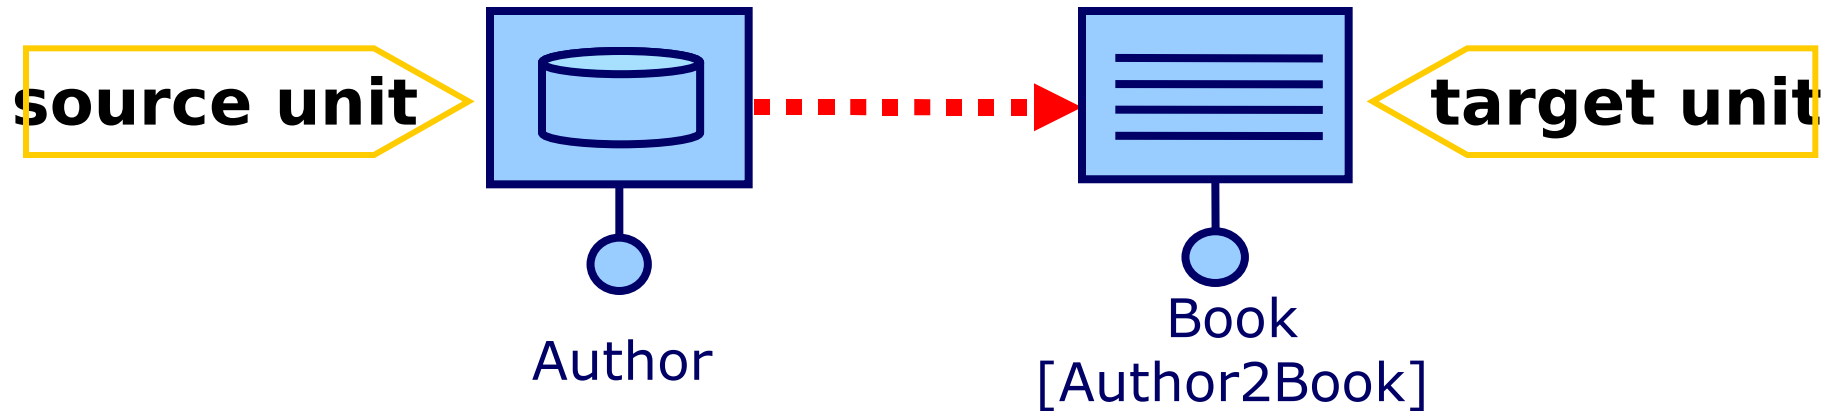 source unit
target unit
Author
Book
[Author2Book]